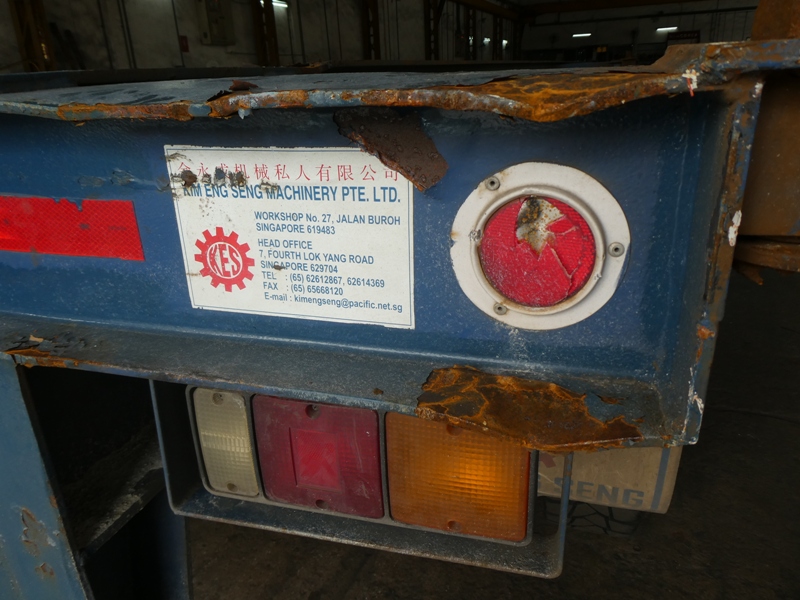 金永成机械私人有限公司
KIM ENG SENG MACHINERY PTE. LTD.
WORKSHOP No. 27, JALAN BUROH
SINGAPORE 619483
HEAD OFFICE
7, FOURTH LOK YANG ROAD
SINGAPORE 629704
TEL : (65) 62612867, 62614369
FAX : (65) 65668120
E-mail : kimengseng@pacific.net.sg
KES
SENG